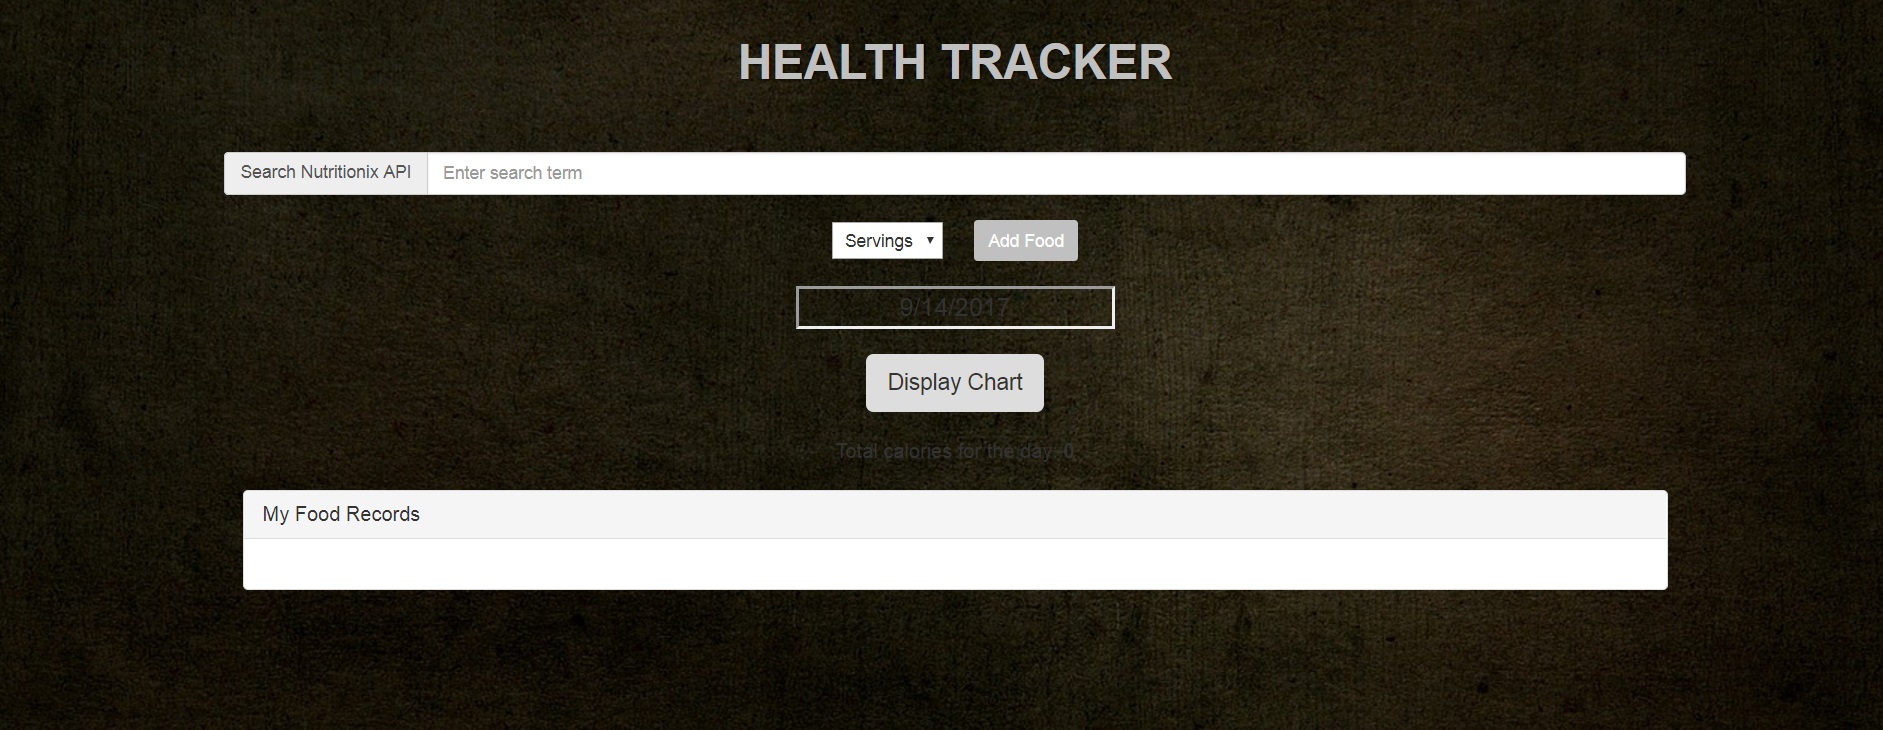 HEALTH TRACKER
Search Nutritionix API Enter search term
Servings Add Food
9/14/2017
Display Chart
Total calories for the day: 0
My Food Records